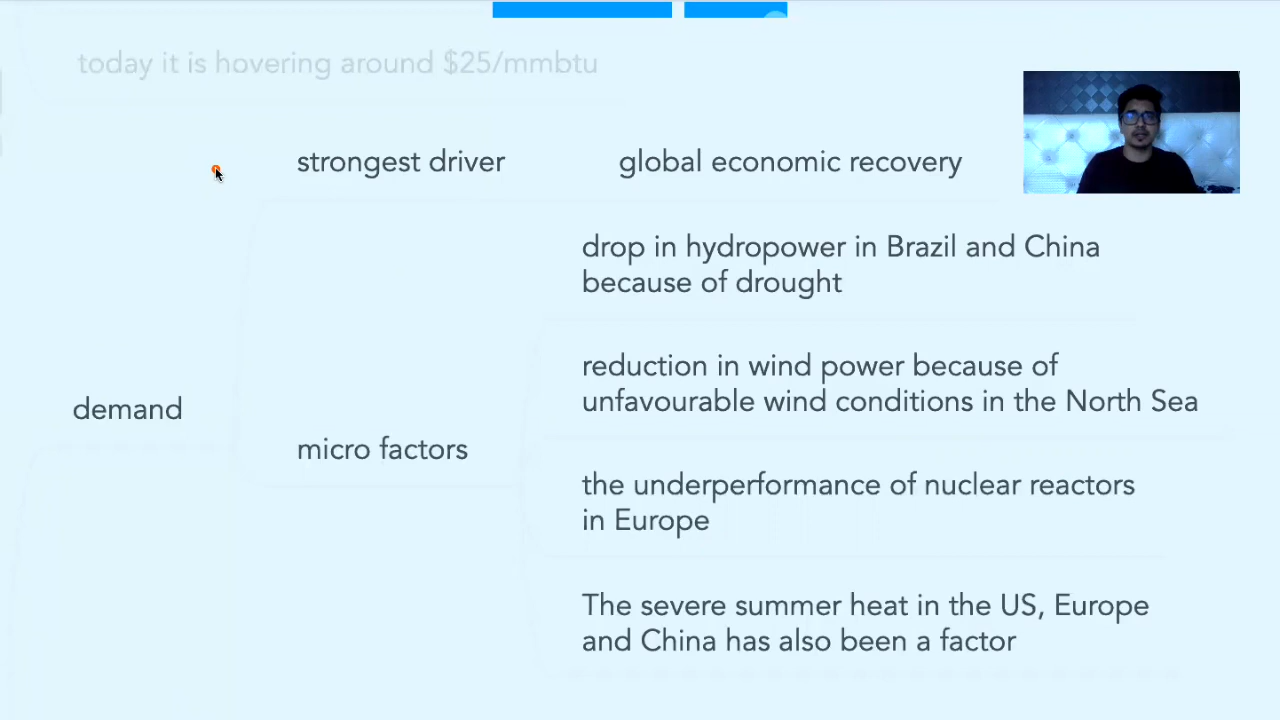 today it is hovering around $25/mmbtu
strongest driver
global economic recovery
drop in hydropower in Brazil and China
because of drought
reduction in wind power because of
unfavourable wind conditions in the North Sea
demand
micro factors
the underperformance of nuclear reactors
in Europe
The severe summer heat in the US, Europe
and China has also been a factor